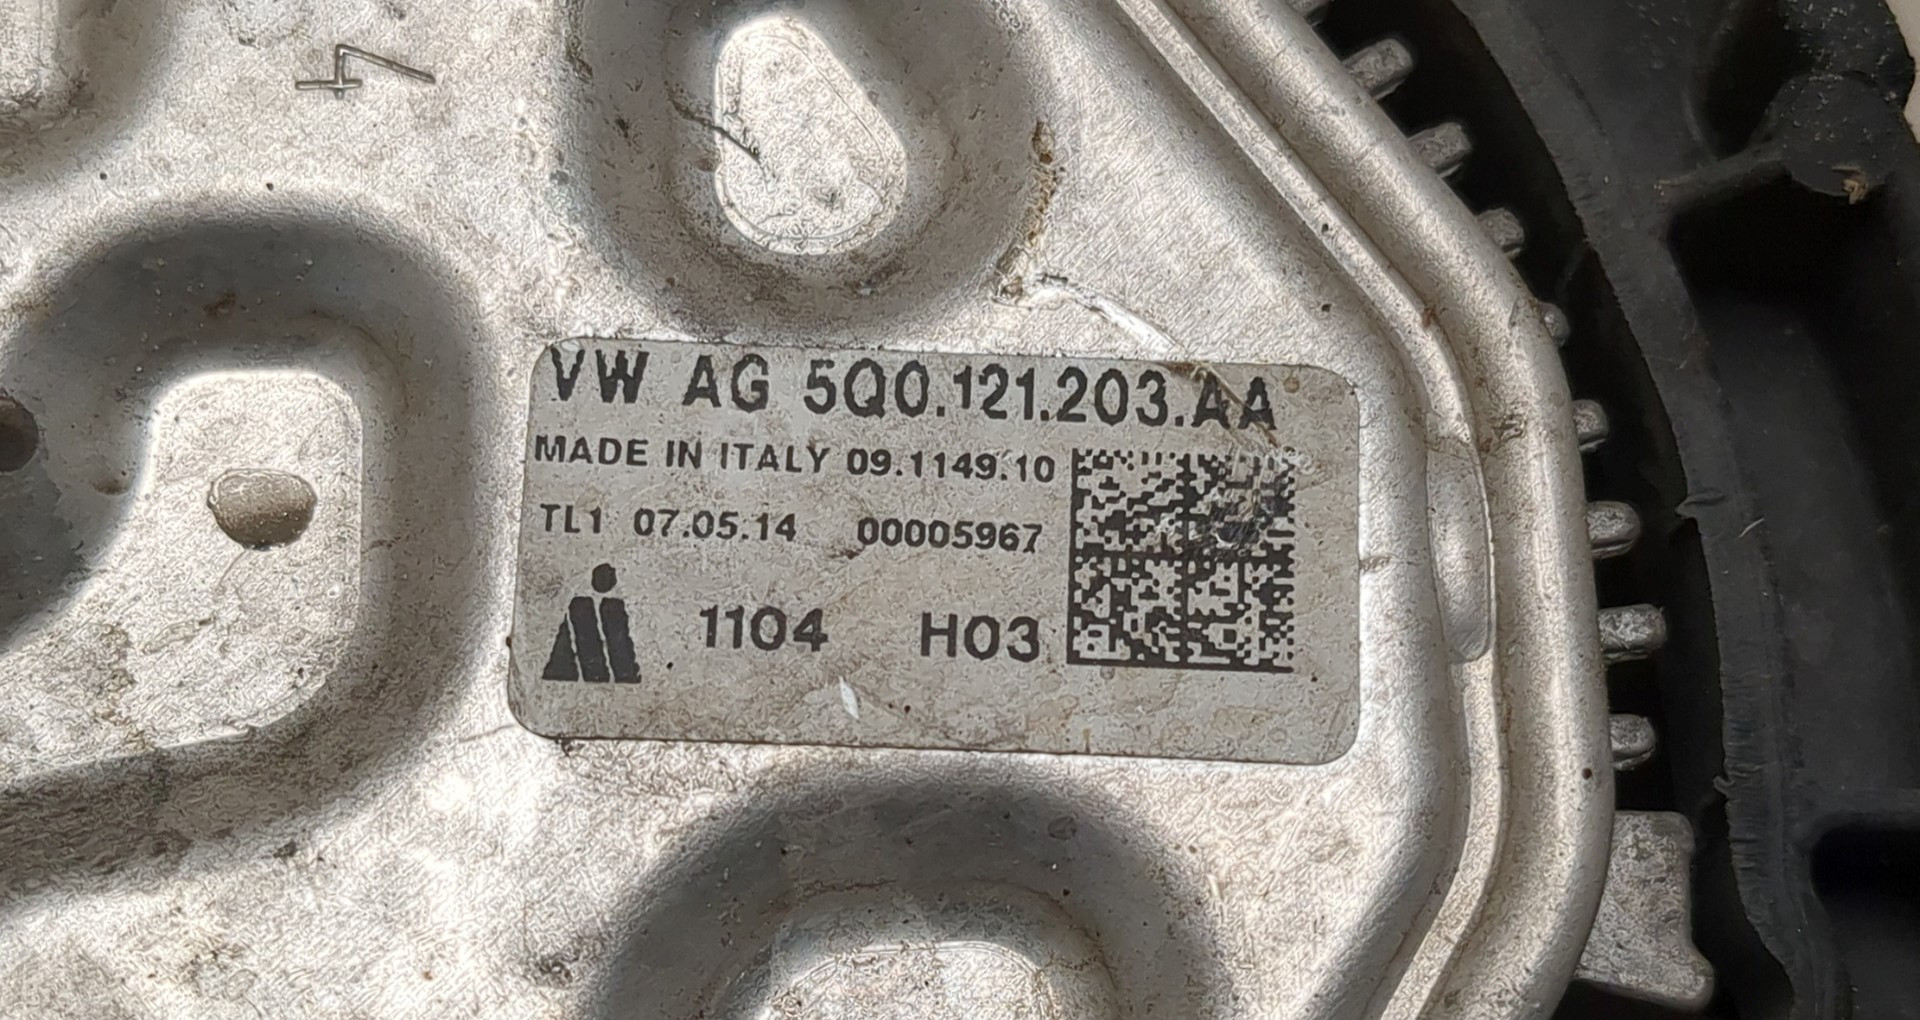 4
VW AG 5Q0.121.203.AA
MADE IN ITALY 09.1149.10
TL1 07.05.14 00005967
1104 H03